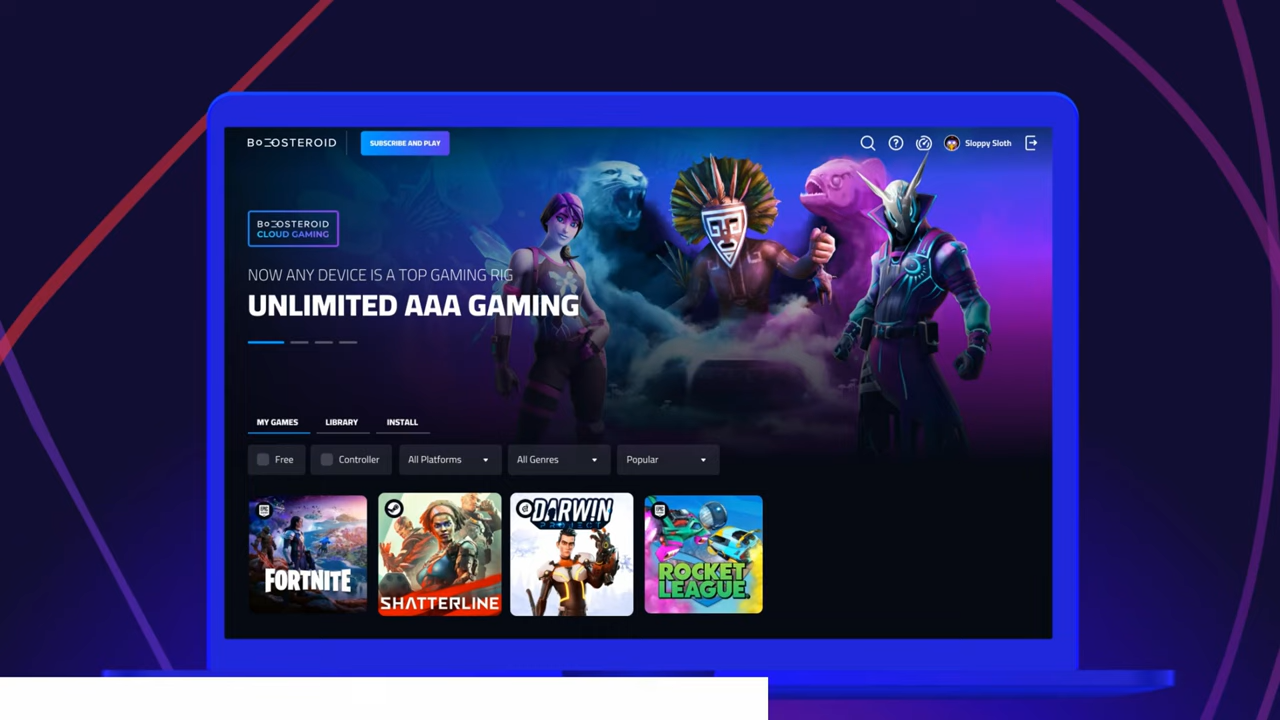 BOOSTEROID
SUBSCRIBE AND PLAY
Sloppy Sloth
BOOSTEROID
CLOUD GAMING
NOW ANY DEVICE IS A TOP GAMING RIG
UNLIMITED AAA GAMING
MY GAMES
LIBRARY
INSTALL
Free
Controller
All Platforms
All Genres
Popular
FORTNITE
SHATTERLINE
DARWIN
PROJECT
ROCKET
LEAGUE